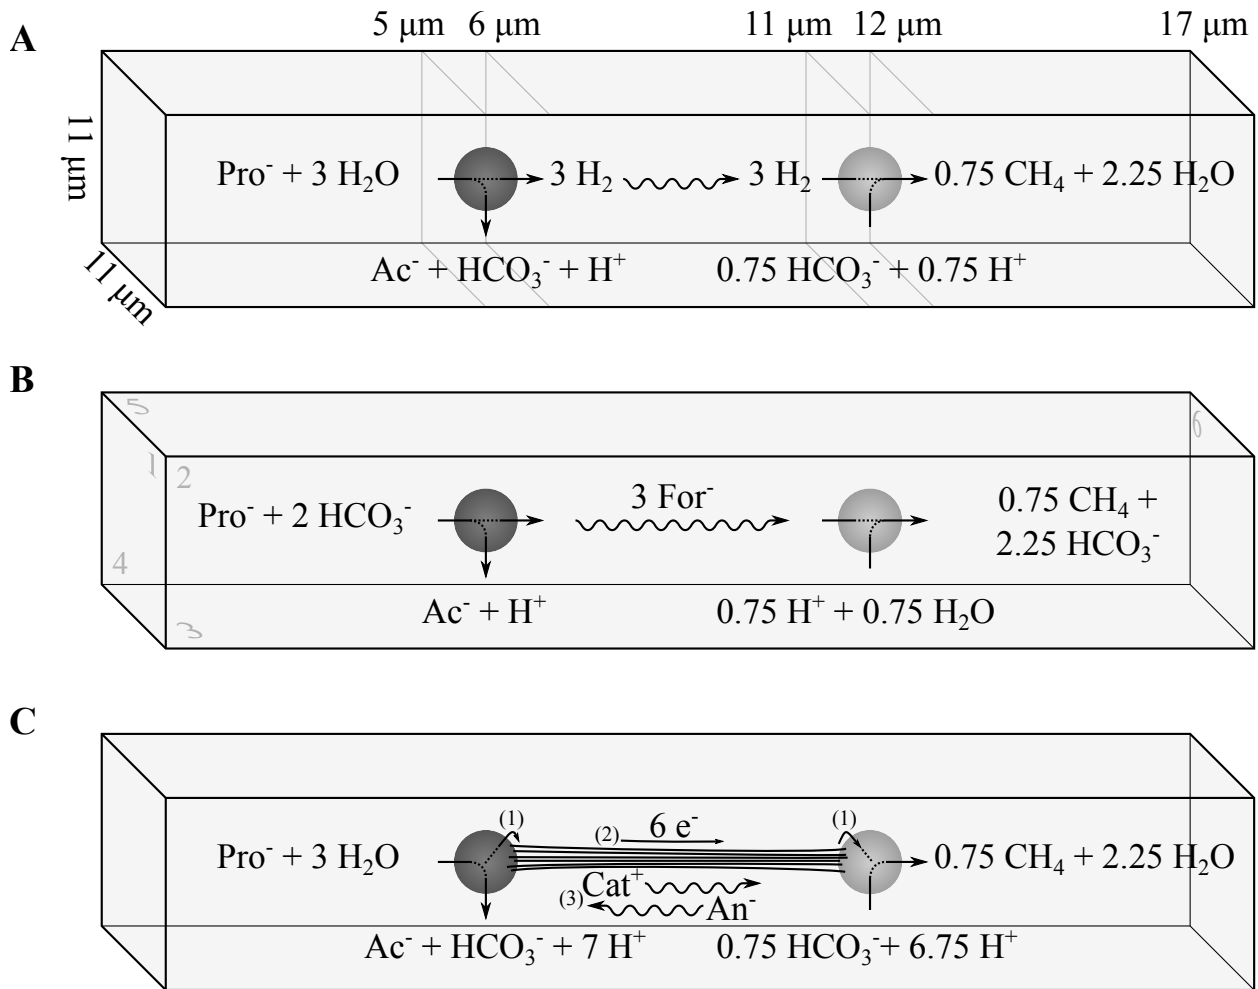 A
5 μm 6 μm 11 μm 12 μm 17 μm
11 μm
11 μm
Pro⁻ + 3 H₂O 3 H₂ 3 H₂ 0.75 CH₄ + 2.25 H₂O
Ac⁻ + HCO₃⁻ + H⁺ 0.75 HCO₃⁻ + 0.75 H⁺
B
5
6
1 2
Pro⁻ + 2 HCO₃⁻ 3 For⁻ 0.75 CH₄ +
2.25 HCO₃⁻
4
3
Ac⁻ + H⁺ 0.75 H⁺ + 0.75 H₂O
C
(1) (2) 6 e⁻ (1)
Pro⁻ + 3 H₂O 0.75 CH₄ + 2.25 H₂O
Cat⁺
(3) An⁻
Ac⁻ + HCO₃⁻ + 7 H⁺ 0.75 HCO₃⁻+ 6.75 H⁺